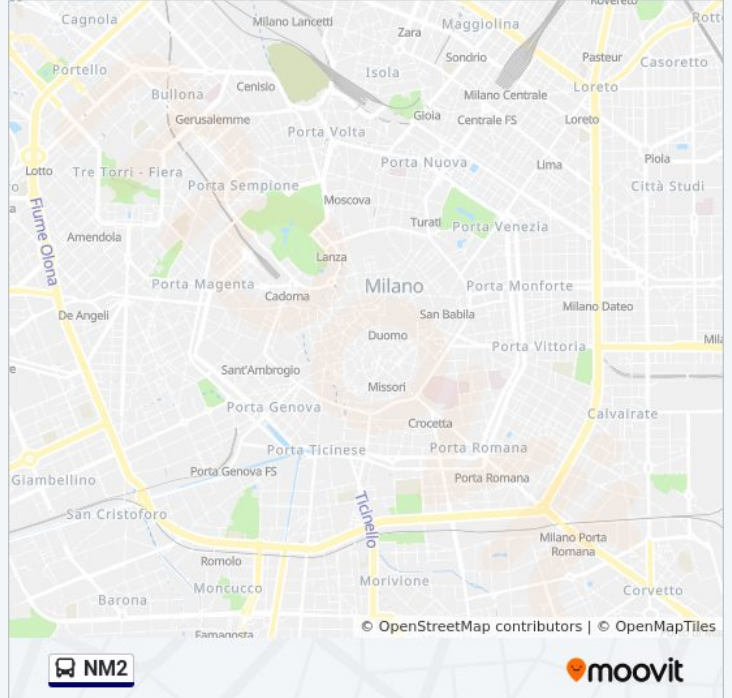 Rovereto
Cagnola
Milano Lancetti
Maggiolina
Zara
Sondrio
Pasteur
Casoretto
Portello
Isola
Bullona
Cenisio
Milano Centrale
Loreto
Gerusalemme
Gioia
Centrale FS
Loreto
Porta Volta
Lotto
Tre Torri - Fiera
Porta Nuova
Lima
Piola
Porta Sempione
Città Studi
Moscova
Turati
Porta Venezia
Fiume Olona
Amendola
Lanza
Porta Magenta
Milano
Porta Monforte
Cadorna
Milano Dateo
De Angeli
San Babila
Duomo
Porta Vittoria
Sant'Ambrogio
Missori
Porta Genova
Crocetta
Calvairate
Porta Ticinese
Porta Romana
Porta Genova FS
Porta Romana
Giambellino
San Cristoforo
Ticinello
Milano Porta
Romana
Romolo
Moncucco
Morivione
Corvetto
Barona
Famagosta
© OpenStreetMap contributors | © OpenMapTiles
NM2
moovit